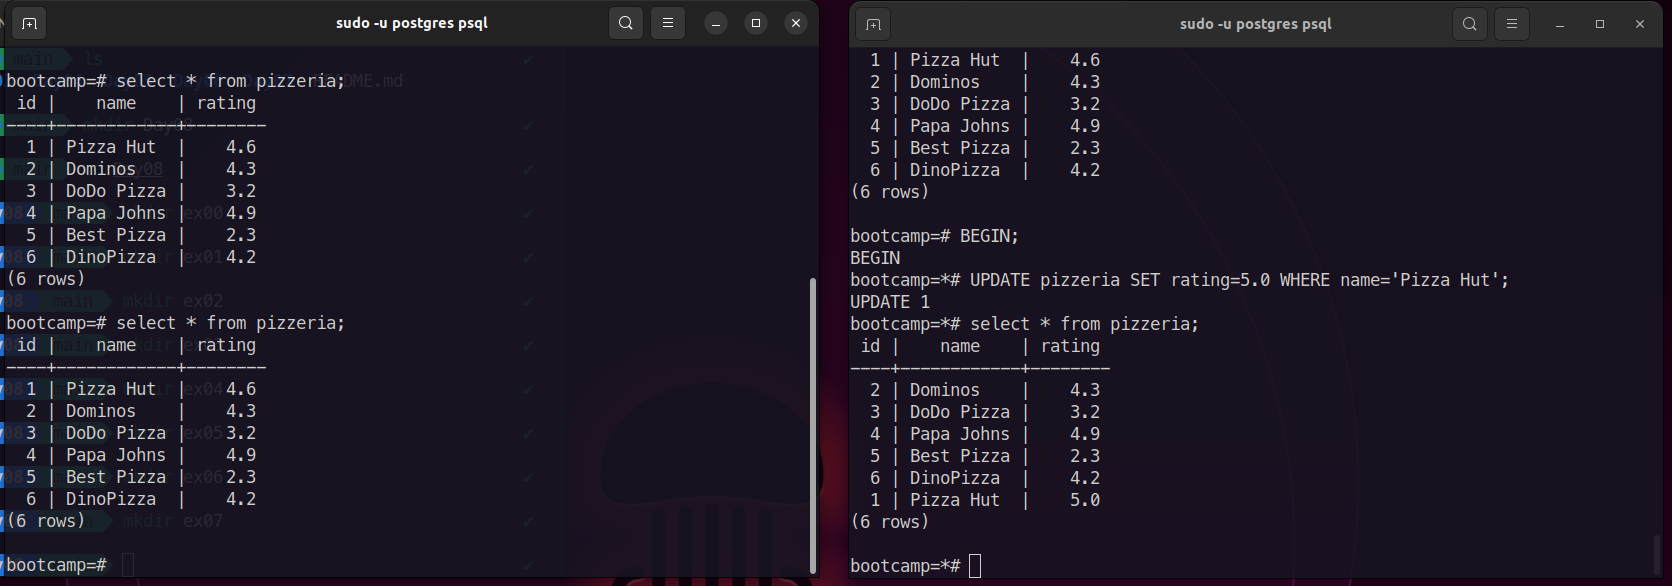 sudo -u postgres psql
main ls
bootcamp=# select * from pizzeria;
id | name | rating
----+------------+--------
1 | Pizza Hut | 4.6
2 | Dominos | 4.3
3 | DoDo Pizza | 3.2
4 | Papa Johns | 4.9
5 | Best Pizza | 2.3
6 | DinoPizza | 4.2
(6 rows)
main mkdir ex02
bootcamp=# select * from pizzeria;
id | name | rating
----+------------+--------
1 | Pizza Hut | 4.6
2 | Dominos | 4.3
3 | DoDo Pizza | 3.2
4 | Papa Johns | 4.9
5 | Best Pizza | 2.3
6 | DinoPizza | 4.2
(6 rows) mkdir ex07
bootcamp=#
sudo -u postgres psql
1 | Pizza Hut | 4.6
2 | Dominos | 4.3
3 | DoDo Pizza | 3.2
4 | Papa Johns | 4.9
5 | Best Pizza | 2.3
6 | DinoPizza | 4.2
(6 rows)
bootcamp=# BEGIN;
BEGIN
bootcamp=*# UPDATE pizzeria SET rating=5.0 WHERE name='Pizza Hut';
UPDATE 1
bootcamp=*# select * from pizzeria;
id | name | rating
----+------------+--------
2 | Dominos | 4.3
3 | DoDo Pizza | 3.2
4 | Papa Johns | 4.9
5 | Best Pizza | 2.3
6 | DinoPizza | 4.2
1 | Pizza Hut | 5.0
(6 rows)
bootcamp=*#